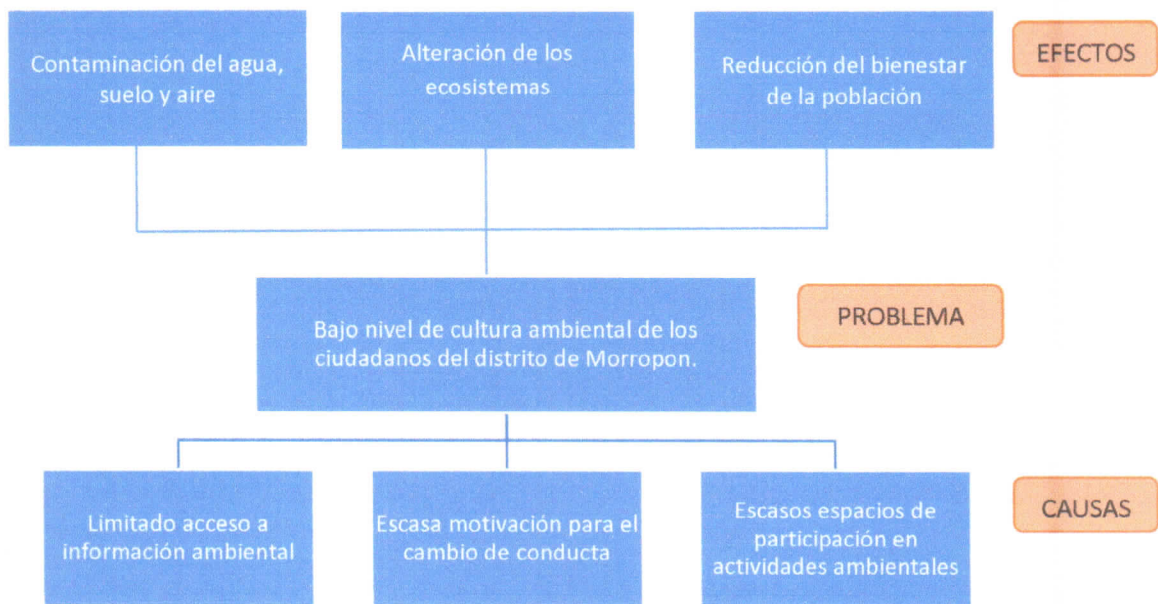 Contaminación del agua,
suelo y aire
Alteración de los
ecosistemas
Reducción del bienestar
de la población
EFECTOS
Bajo nivel de cultura ambiental de los
ciudadanos del distrito de Morropon.
PROBLEMA
Limitado acceso a
información ambiental
Escasa motivación para el
cambio de conducta
Escasos espacios de
participación en
actividades ambientales
CAUSAS